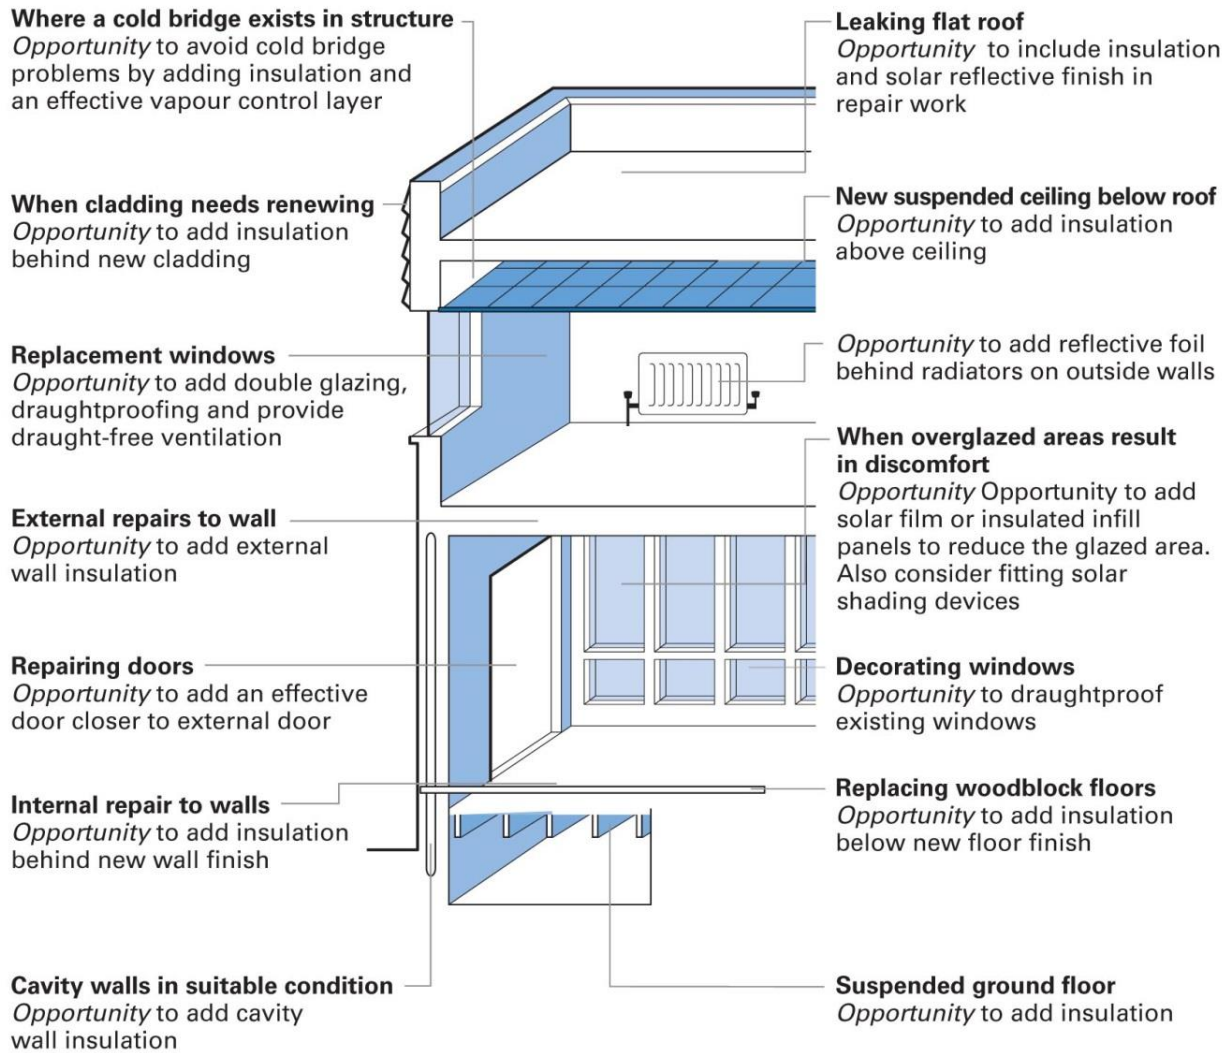 Where a cold bridge exists in structure
Opportunity to avoid cold bridge
problems by adding insulation and
an effective vapour control layer
When cladding needs renewing
Opportunity to add insulation
behind new cladding
Replacement windows
Opportunity to add double glazing,
draughtproofing and provide
draught-free ventilation
External repairs to wall
Opportunity to add external
wall insulation
Repairing doors
Opportunity to add an effective
door closer to external door
Internal repair to walls
Opportunity to add insulation
behind new wall finish
Cavity walls in suitable condition
Opportunity to add cavity
wall insulation
Leaking flat roof
Opportunity to include insulation
and solar reflective finish in
repair work
New suspended ceiling below roof
Opportunity to add insulation
above ceiling
Opportunity to add reflective foil
behind radiators on outside walls
When overglazed areas result
in discomfort
Opportunity Opportunity to add
solar film or insulated infill
panels to reduce the glazed area.
Also consider fitting solar
shading devices
Decorating windows
Opportunity to draughtproof
existing windows
Replacing woodblock floors
Opportunity to add insulation
below new floor finish
Suspended ground floor
Opportunity to add insulation